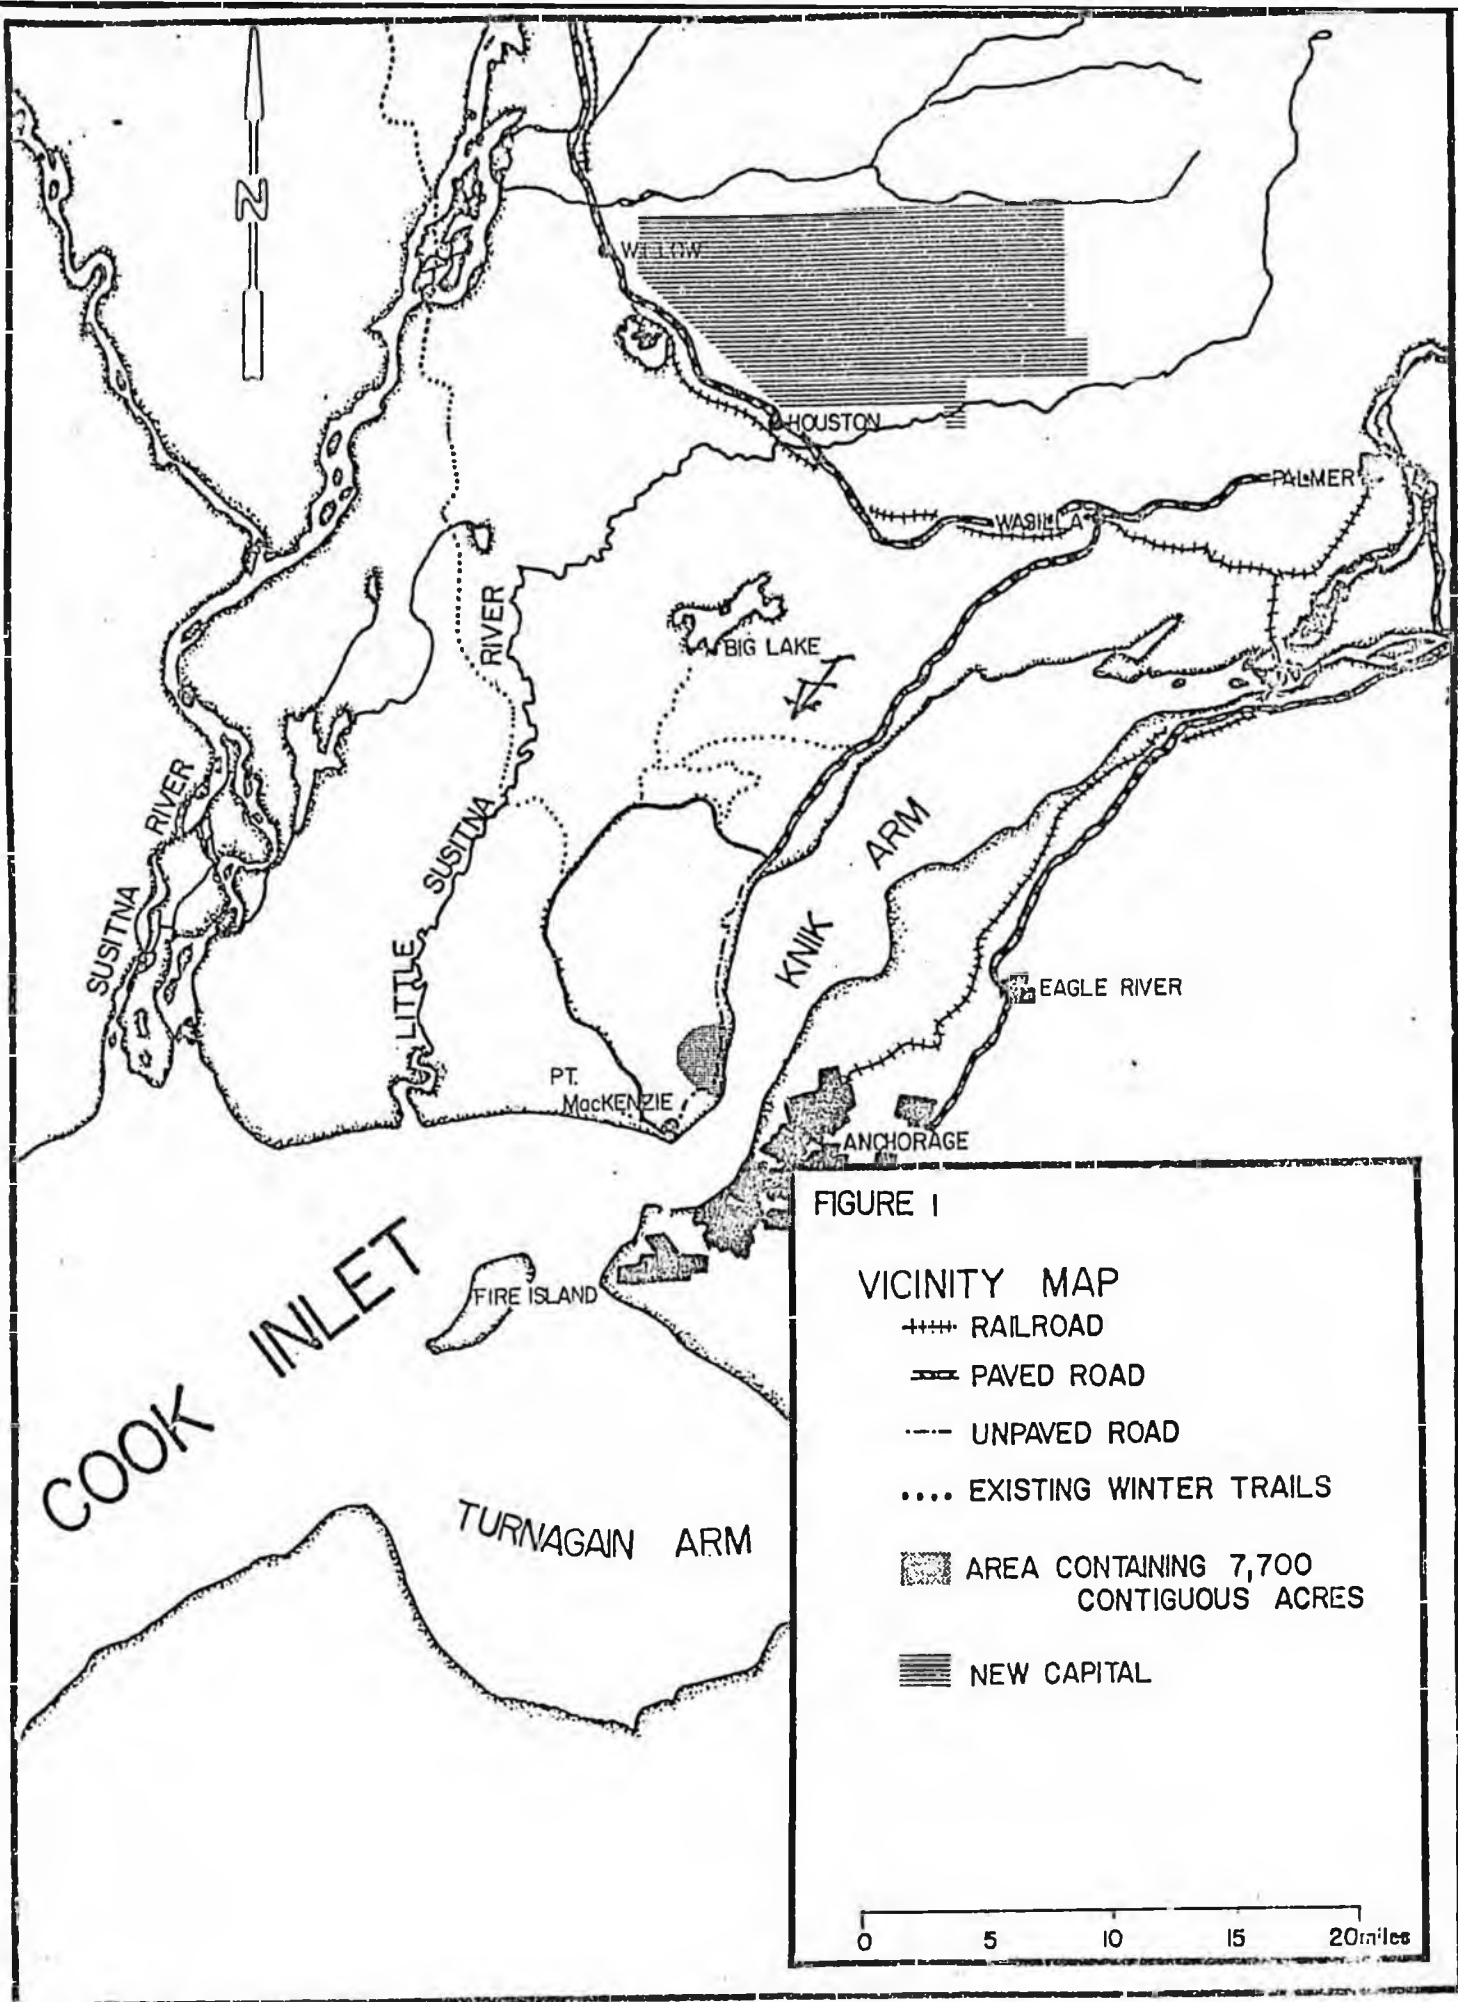 N
WILLOW
HOUSTON
PALMER
WASILLA
RIVER
BIG LAKE
SUSITNA
RIVER
SUSITNA
LITTLE
KNIK ARM
EAGLE RIVER
PT.
MacKENZIE
ANCHORAGE
FIRE ISLAND
COOK INLET
TURNAGAIN ARM
FIGURE 1
VICINITY MAP
RAILROAD
PAVED ROAD
UNPAVED ROAD
EXISTING WINTER TRAILS
AREA CONTAINING 7,700
CONTIGUOUS ACRES
NEW CAPITAL
0 5 10 15 20 miles